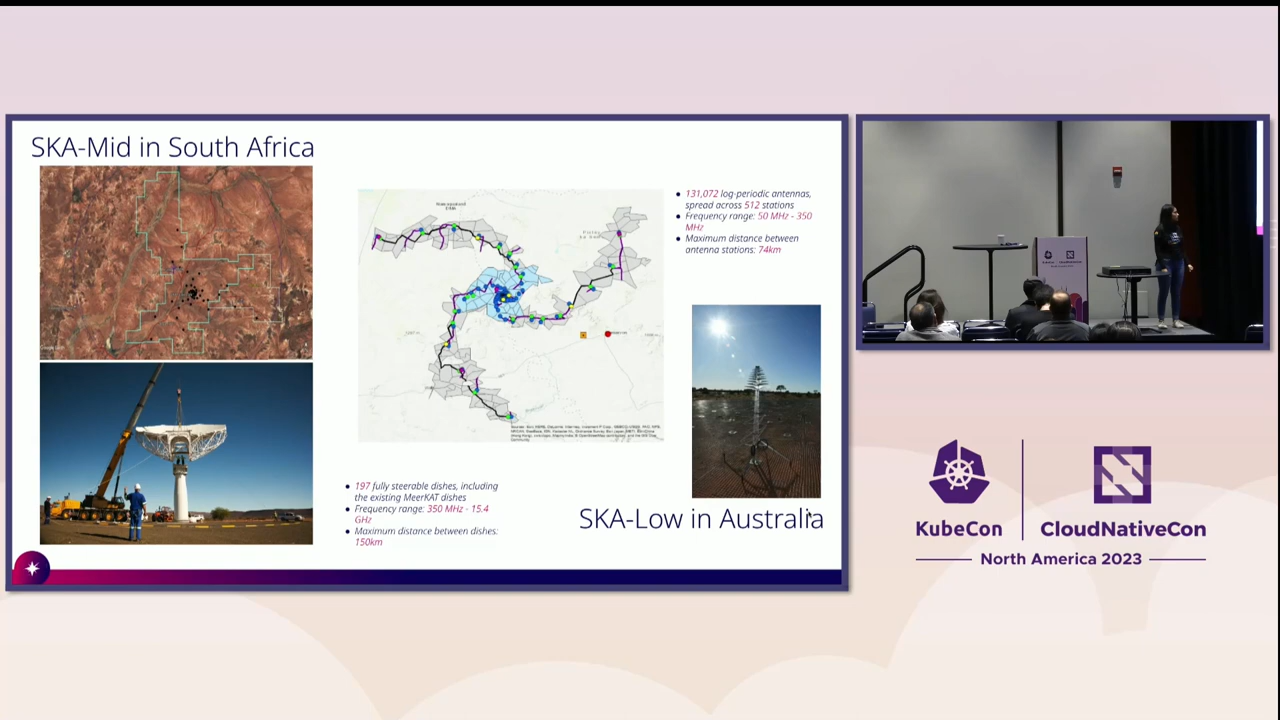 SKA-Mid in South Africa
● 131,072 log-periodic antennas,
spread across 512 stations
● Frequency range: 50 MHz - 350
MHz
● Maximum distance between
antenna stations: 74km
● 197 fully steerable dishes, including
the existing MeerKAT dishes
● Frequency range: 350 MHz - 15.4
GHz
● Maximum distance between dishes:
150km
SKA-Low in Australia
KubeCon
CloudNativeCon
North America 2023